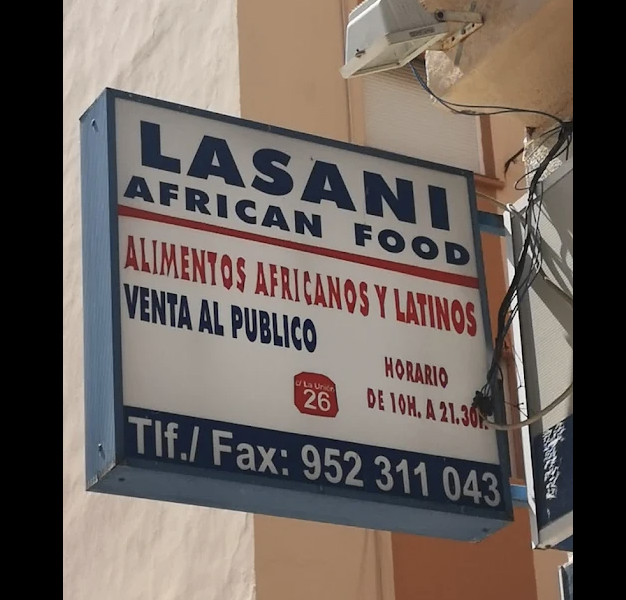 LASANI
AFRICAN FOOD
ALIMENTOS AFRICANOS Y LATINOS
VENTA AL PUBLICO
HORARIO
DE 10H. A 21.30H.
c/ La Unión
26
Tlf./ Fax: 952 311 043